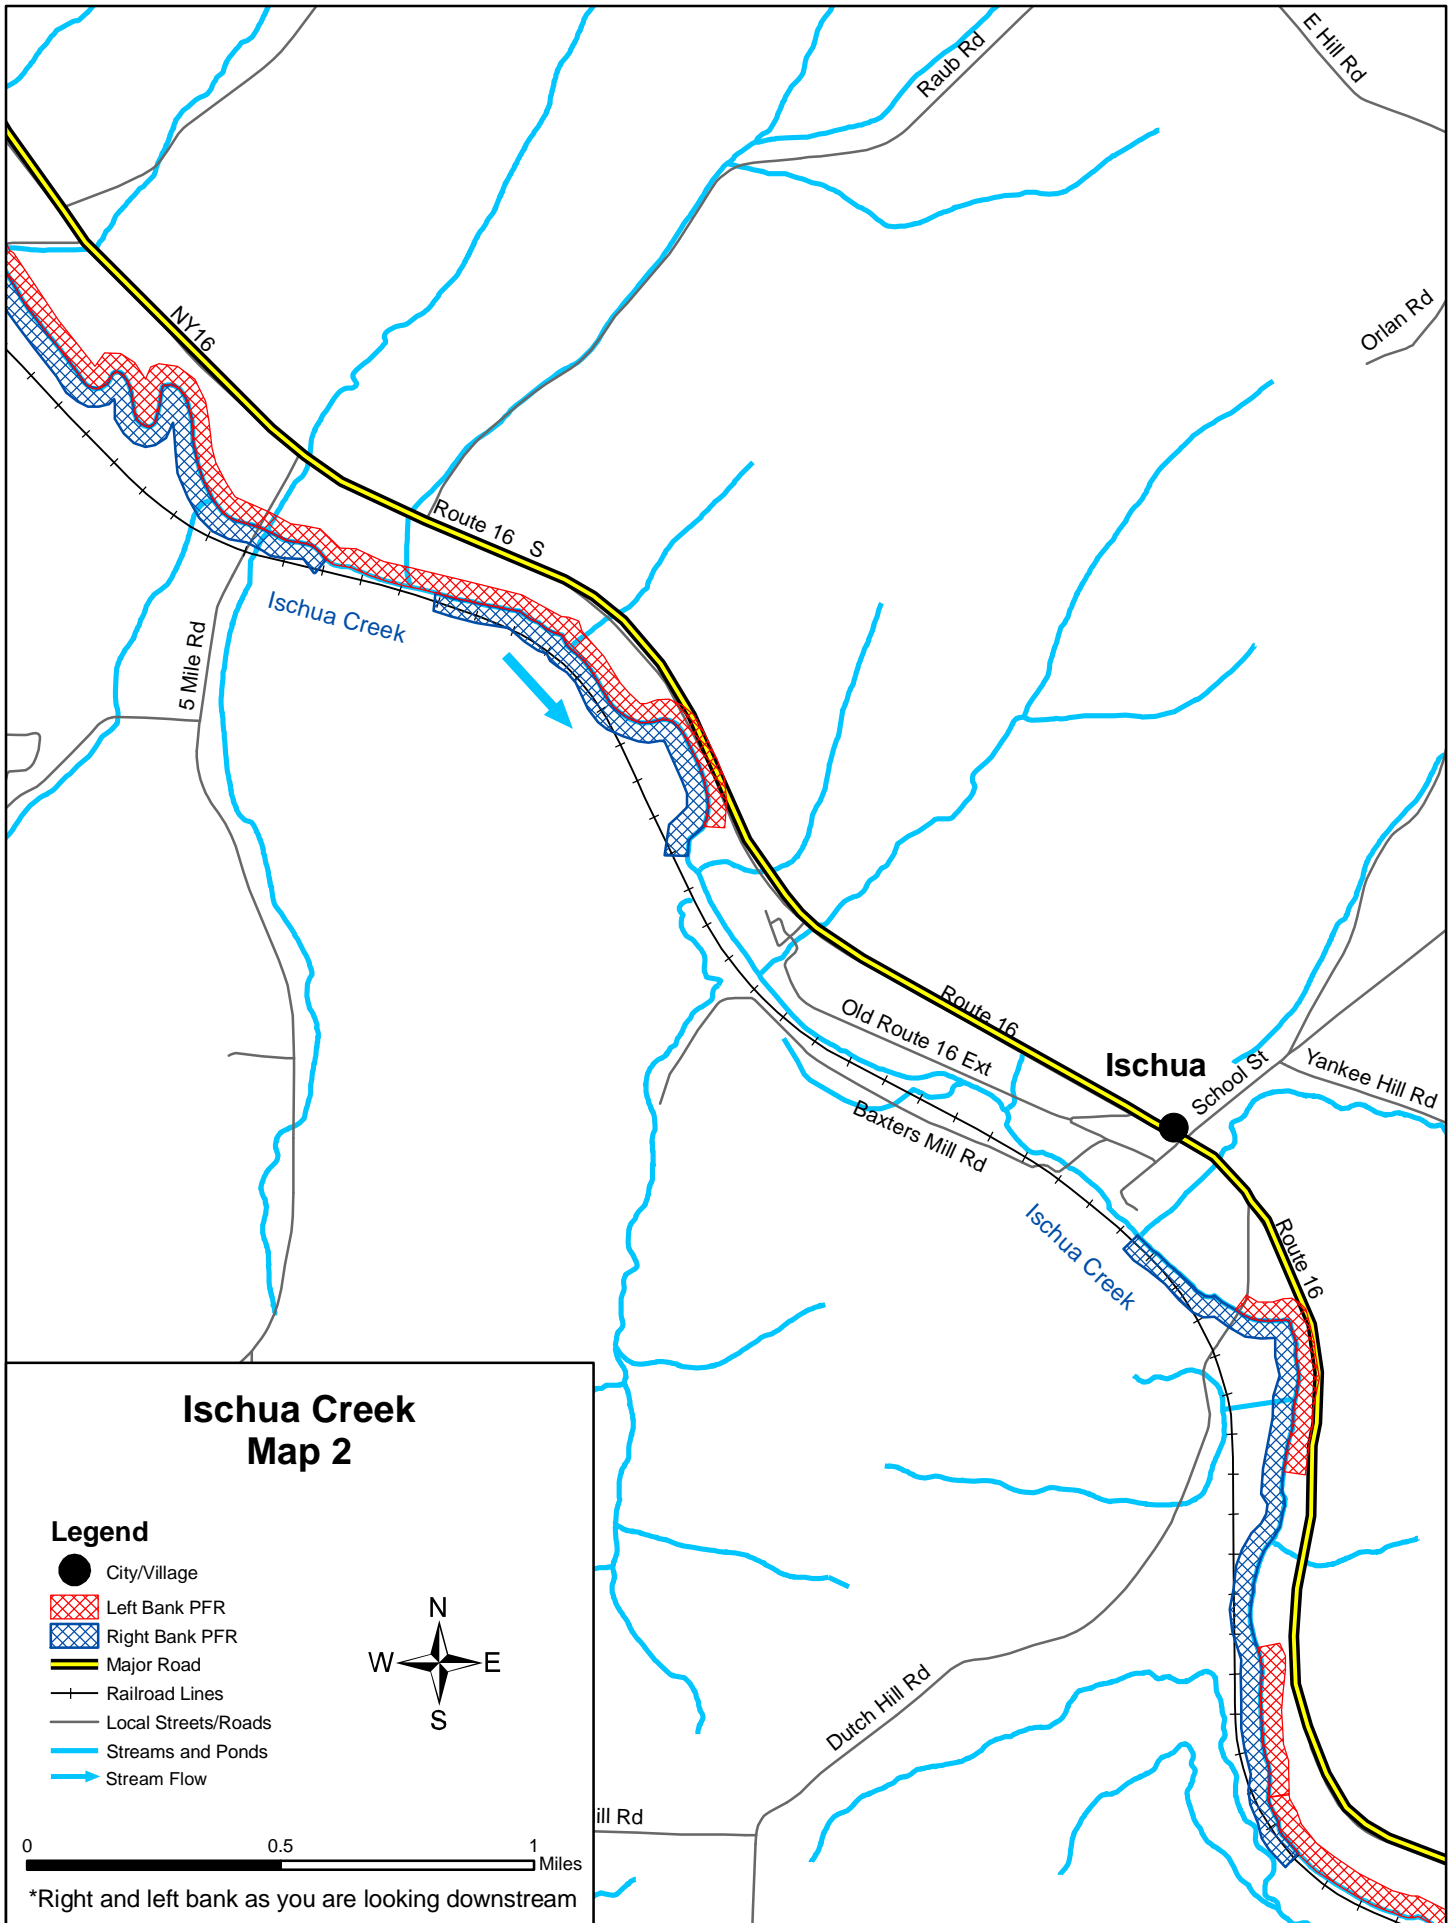 Raub Rd
E Hill Rd
NY16
Orlan Rd
Route 16 S
Ischua Creek
5 Mile Rd
Route 16
Old Route 16 Ext
Ischua
School St
Yankee Hill Rd
Baxters Mill Rd
Ischua Creek
Route 16
Dutch Hill Rd
ill Rd
Ischua Creek
Map 2
Legend
City/Village
Left Bank PFR
Right Bank PFR
Major Road
Railroad Lines
Local Streets/Roads
Streams and Ponds
Stream Flow
N
W E
S
0 0.5 1
Miles
*Right and left bank as you are looking downstream